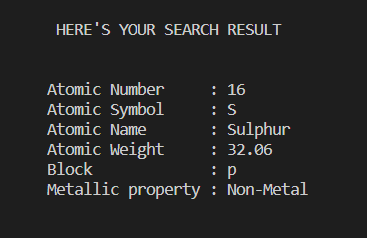 HERE'S YOUR SEARCH RESULT
Atomic Number : 16
Atomic Symbol : S
Atomic Name : Sulphur
Atomic Weight : 32.06
Block : p
Metallic property : Non-Metal